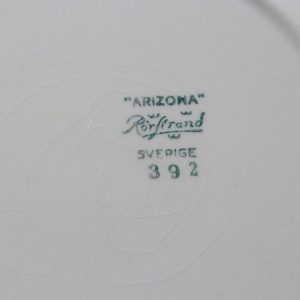 "ARIZONA"
Rörstrand
SVERIGE
392